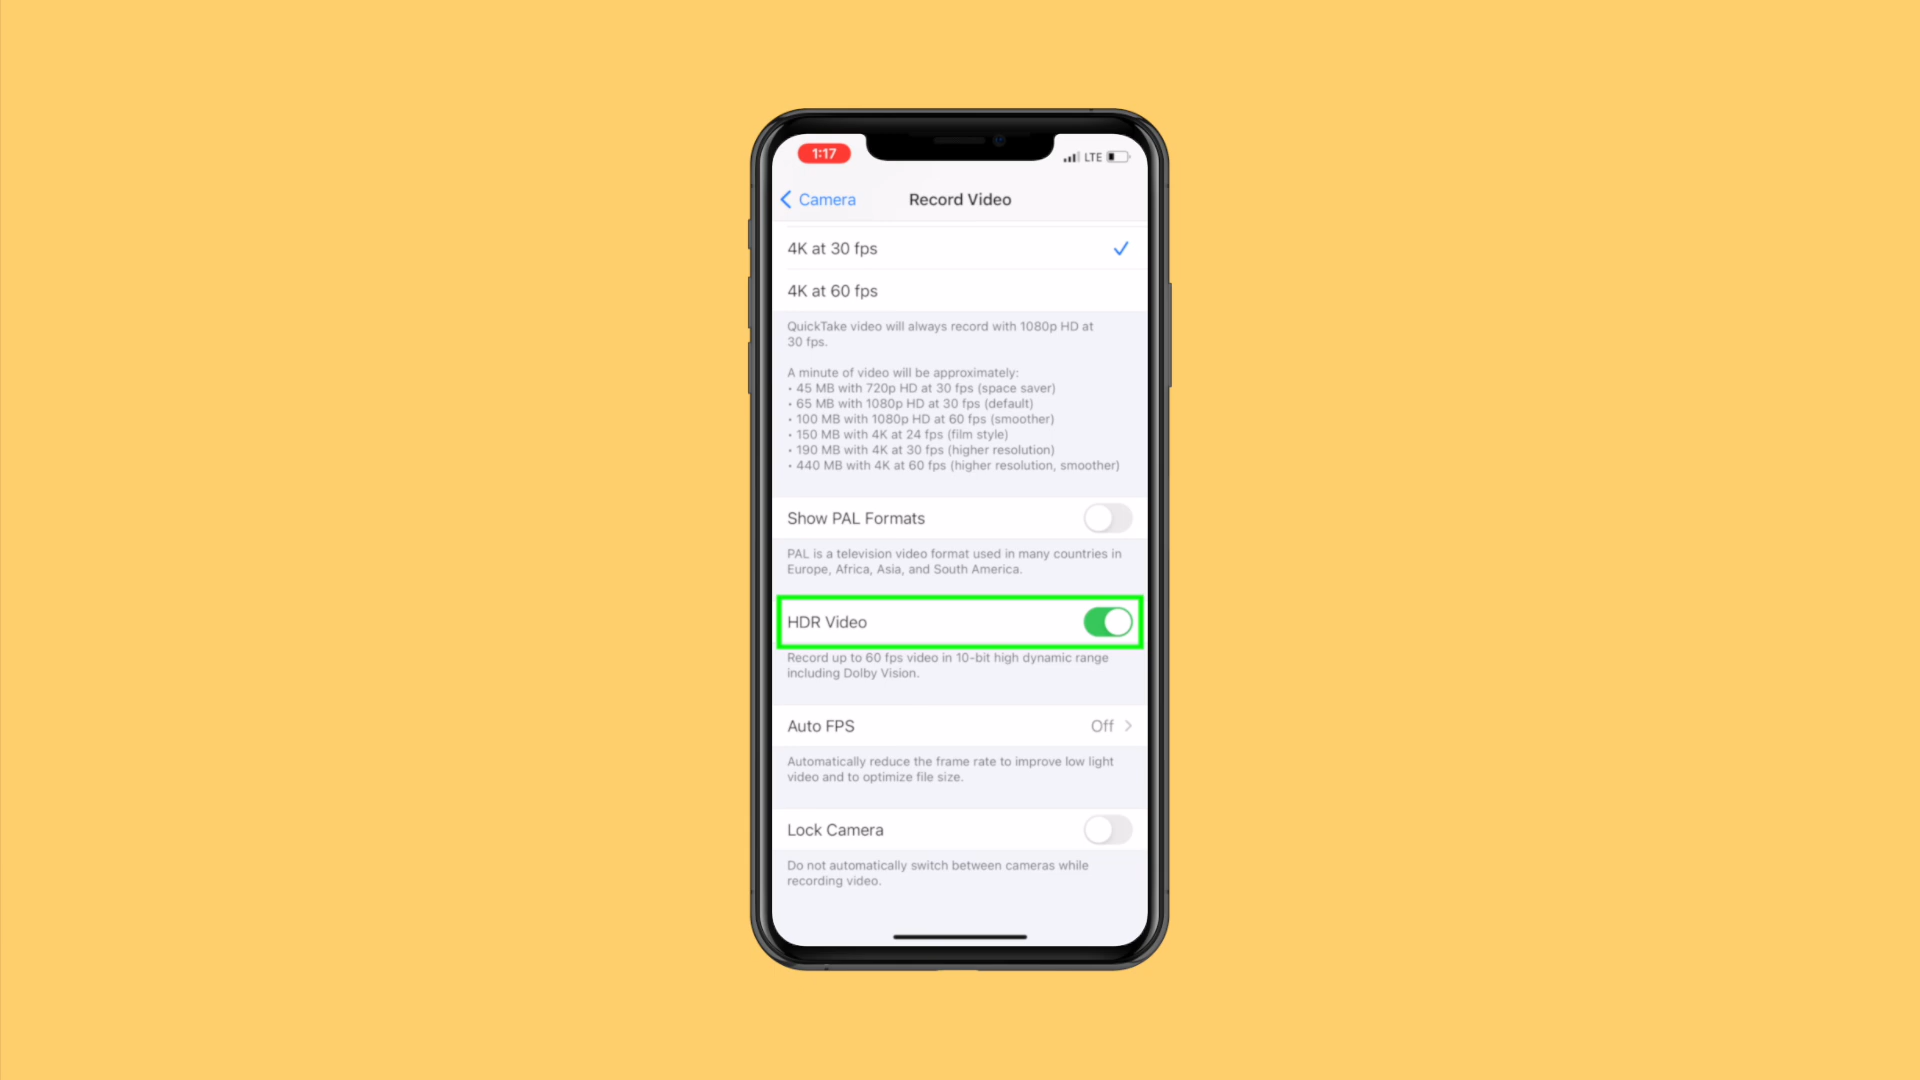 1:17
LTE
Camera
Record Video
4K at 30 fps
4K at 60 fps
QuickTake video will always record with 1080p HD at
30 fps.
A minute of video will be approximately:
• 45 MB with 720p HD at 30 fps (space saver)
• 65 MB with 1080p HD at 30 fps (default)
• 100 MB with 1080p HD at 60 fps (smoother)
• 150 MB with 4K at 24 fps (film style)
• 190 MB with 4K at 30 fps (higher resolution)
• 440 MB with 4K at 60 fps (higher resolution, smoother)
Show PAL Formats
PAL is a television video format used in many countries in
Europe, Africa, Asia, and South America.
HDR Video
Record up to 60 fps video in 10-bit high dynamic range
including Dolby Vision.
Auto FPS
Off
Automatically reduce the frame rate to improve low light
video and to optimize file size.
Lock Camera
Do not automatically switch between cameras while
recording video.